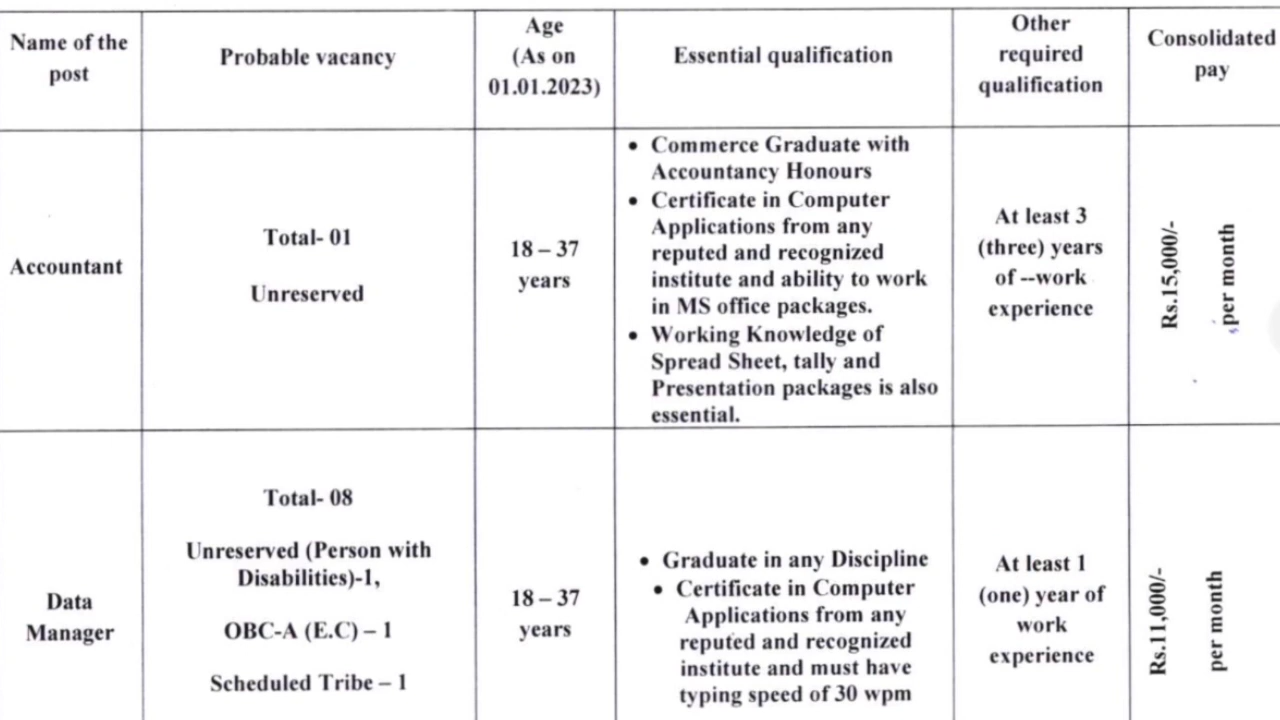 Name of the
post
Probable vacancy
Age
(As on
01.01.2023)
Essential qualification
Other
required
qualification
Consolidated
pay
Accountant
Total- 01
Unreserved
18 – 37
years
• Commerce Graduate with
Accountancy Honours
• Certificate in Computer
Applications from any
reputed and recognized
institute and ability to work
in MS office packages.
• Working Knowledge of
Spread Sheet, tally and
Presentation packages is also
essential.
At least 3
(three) years
of --work
experience
Rs.15,000/-
per month
Data
Manager
Total- 08
Unreserved (Person with
Disabilities)-1,
OBC-A (E.C) – 1
Scheduled Tribe – 1
18 – 37
years
• Graduate in any Discipline
• Certificate in Computer
Applications from any
reputed and recognized
institute and must have
typing speed of 30 wpm
At least 1
(one) year of
work
experience
Rs.11,000/-
per month